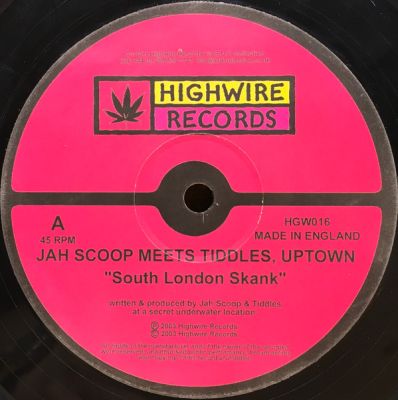 HIGHWIRE
RECORDS
A
45 RPM
HGW016
MADE IN ENGLAND
JAH SCOOP MEETS TIDDLES, UPTOWN
"South London Skank"
written & produced by Jah Scoop & Tiddles
at a secret underwater location
℗ 2003 Highwire Records
© 2003 Highwire Records